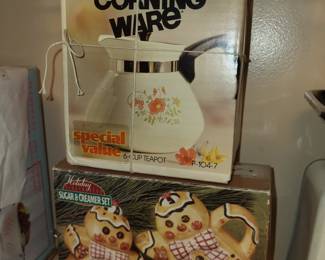 CORNING
WARE
special
value
6-CUP TEAPOT
P-104-7
Holiday
SUGAR & CREAMER SET